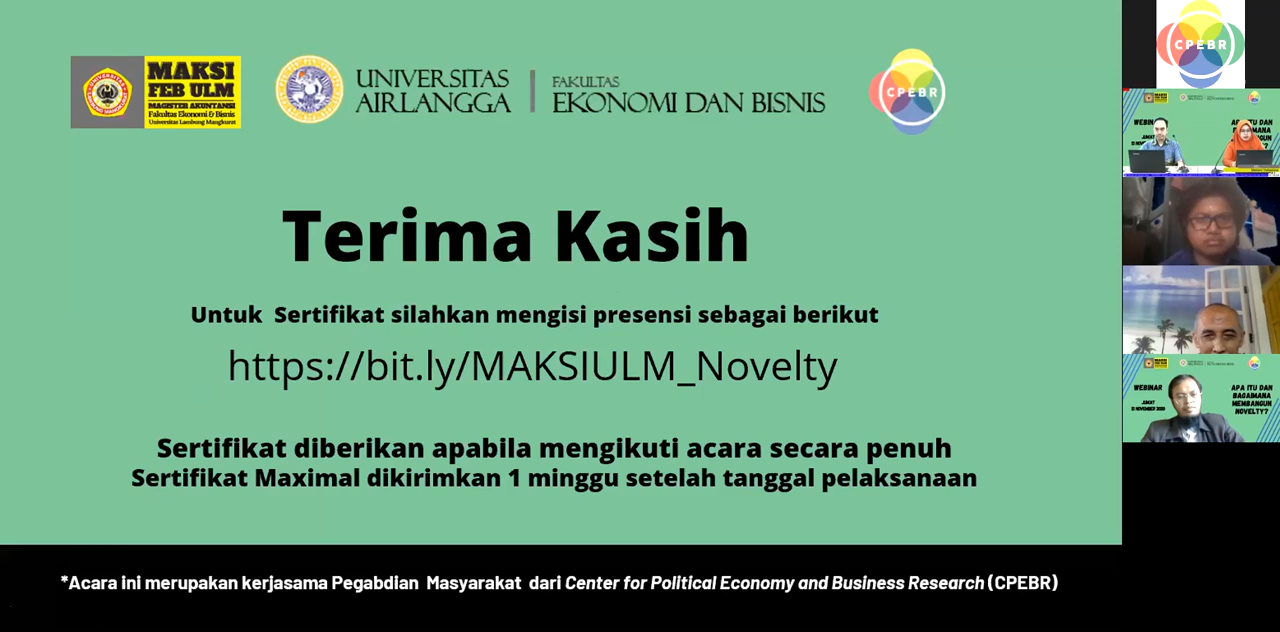 MAKSI
FEB ULM
MAGISTER AKUNTANSI
Fakultas Ekonomi & Bisnis
Universitas Lambung Mangkurat
UNIVERSITAS
AIRLANGGA
FAKULTAS
EKONOMI DAN BISNIS
CPEBR
Terima Kasih
Untuk Sertifikat silahkan mengisi presensi sebagai berikut
https://bit.ly/MAKSIULM_Novelty
Sertifikat diberikan apabila mengikuti acara secara penuh
Sertifikat Maximal dikirimkan 1 minggu setelah tanggal pelaksanaan
*Acara ini merupakan kerjasama Pegabdian Masyarakat dari Center for Political Economy and Business Research (CPEBR)
CPEBR
WEBINAR
JUMAT
APA ITU DAN
BAGAIMANA
MEMBANGUN
NOVELTY?